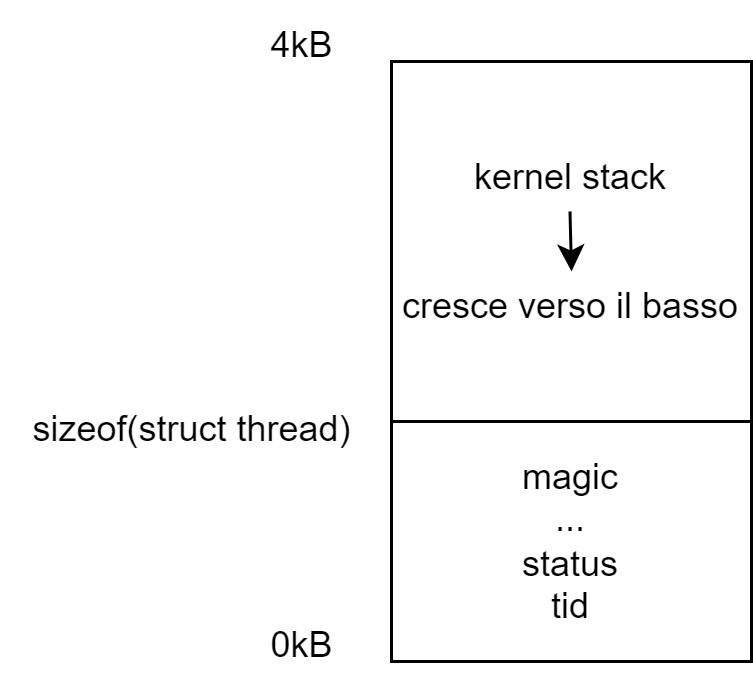 4kB
kernel stack
cresce verso il basso
sizeof(struct thread)
magic
...
status
tid
0kB